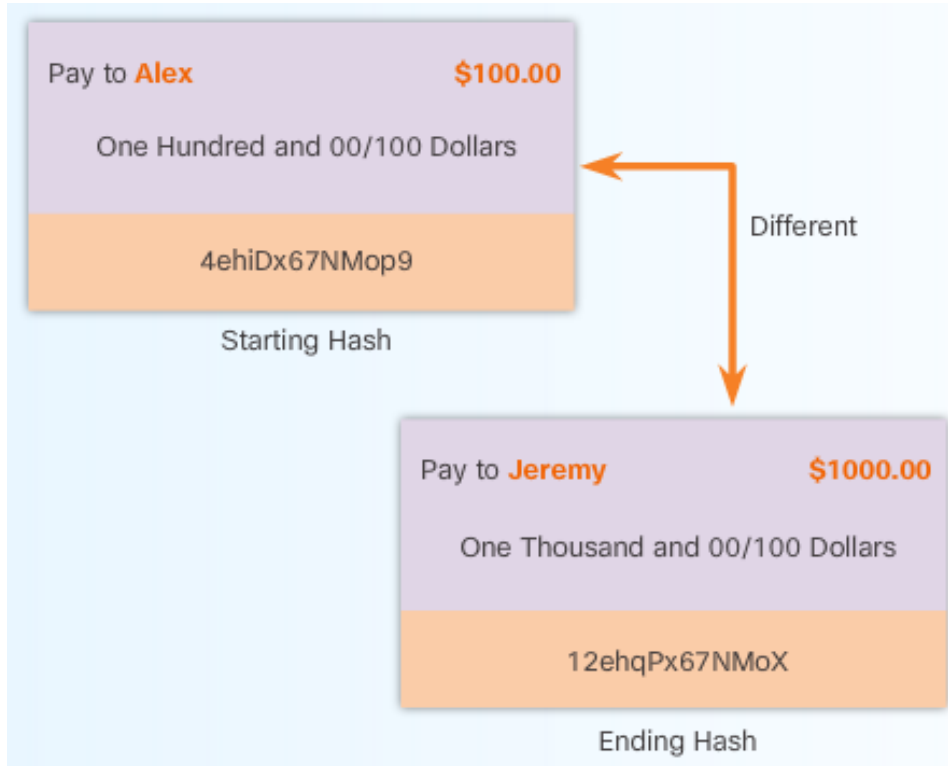 Pay to Alex $100.00
One Hundred and 00/100 Dollars
4ehiDx67NMop9
Starting Hash
Different
Pay to Jeremy $1000.00
One Thousand and 00/100 Dollars
12ehqPx67NMoX
Ending Hash